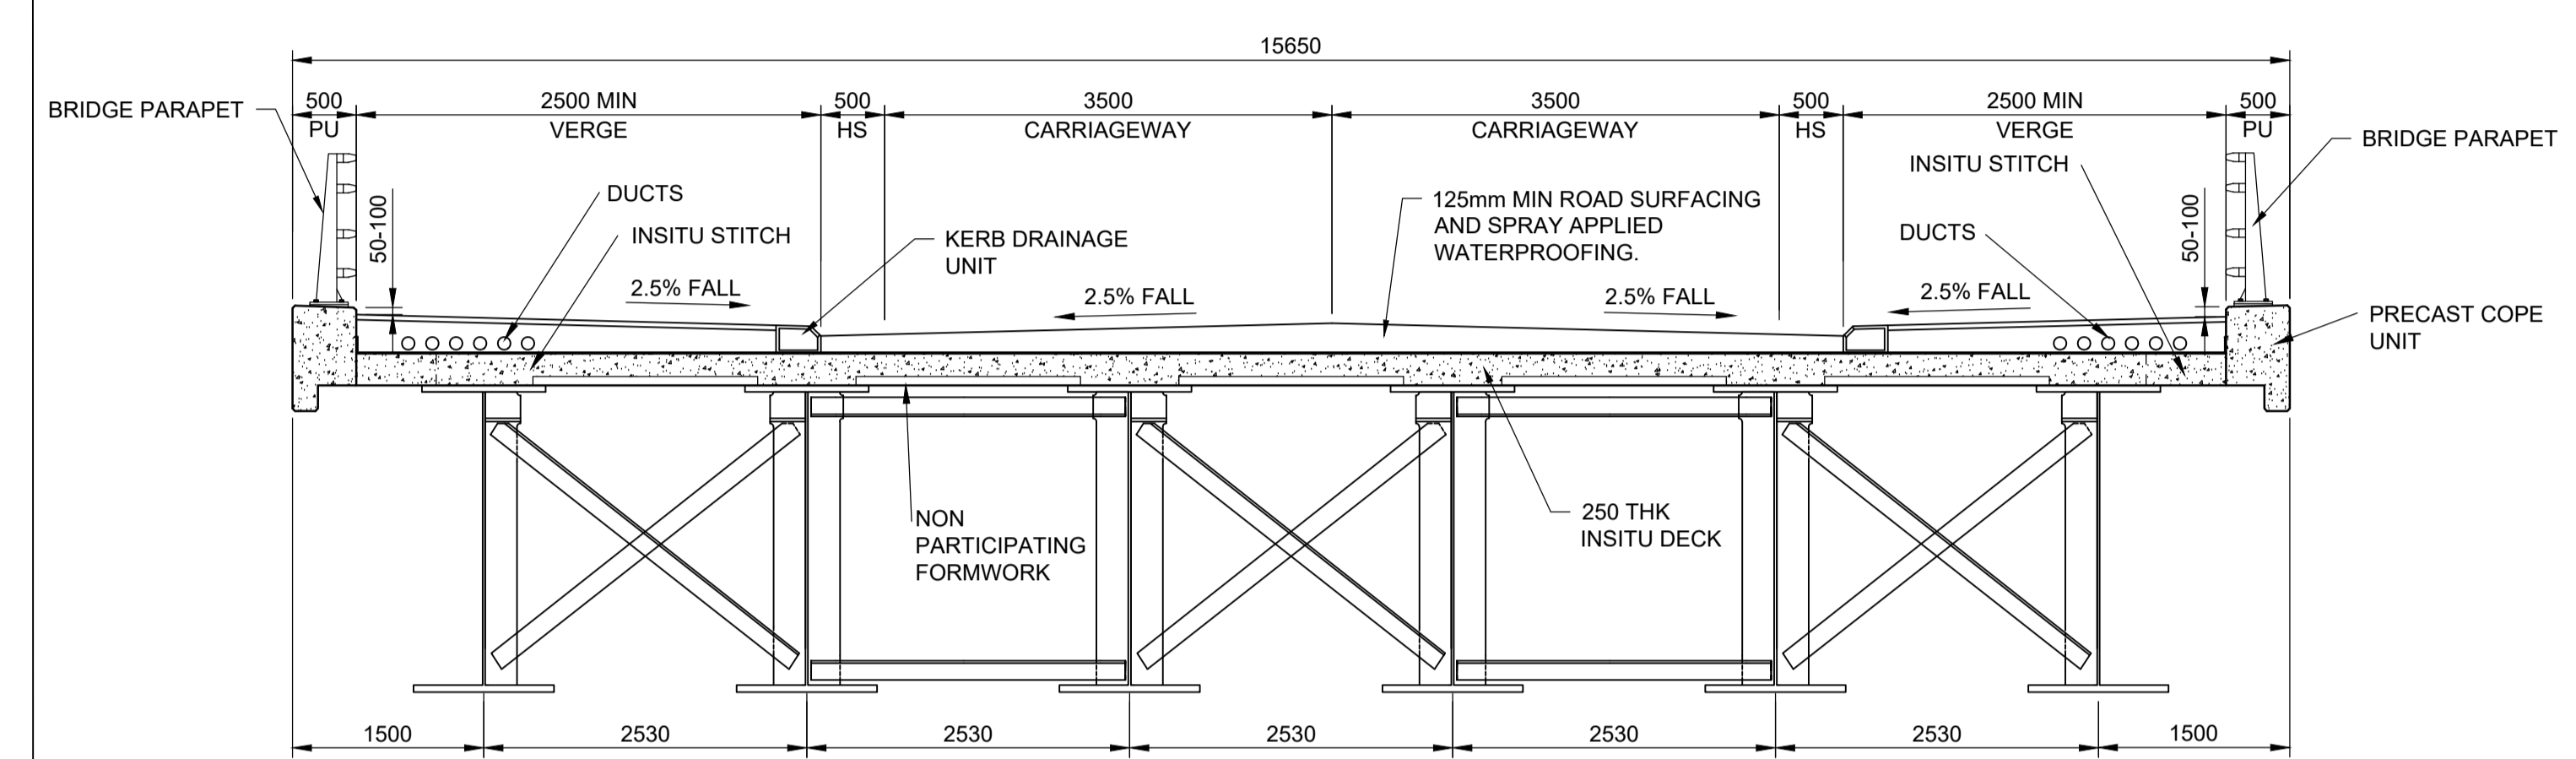 15650
500
2500 MIN
500
3500
3500
500
2500 MIN
500
PU
VERGE
HS
CARRIAGEWAY
CARRIAGEWAY
HS
VERGE
PU
BRIDGE PARAPET
BRIDGE PARAPET
INSITU STITCH
DUCTS
INSITU STITCH
50-100
KERB DRAINAGE
UNIT
125mm MIN ROAD SURFACING
AND SPRAY APPLIED
WATERPROOFING.
DUCTS
50-100
2.5% FALL
2.5% FALL
2.5% FALL
2.5% FALL
PRECAST COPE
UNIT
NON
PARTICIPATING
FORMWORK
250 THK
INSITU DECK
1500
2530
2530
2530
2530
2530
1500